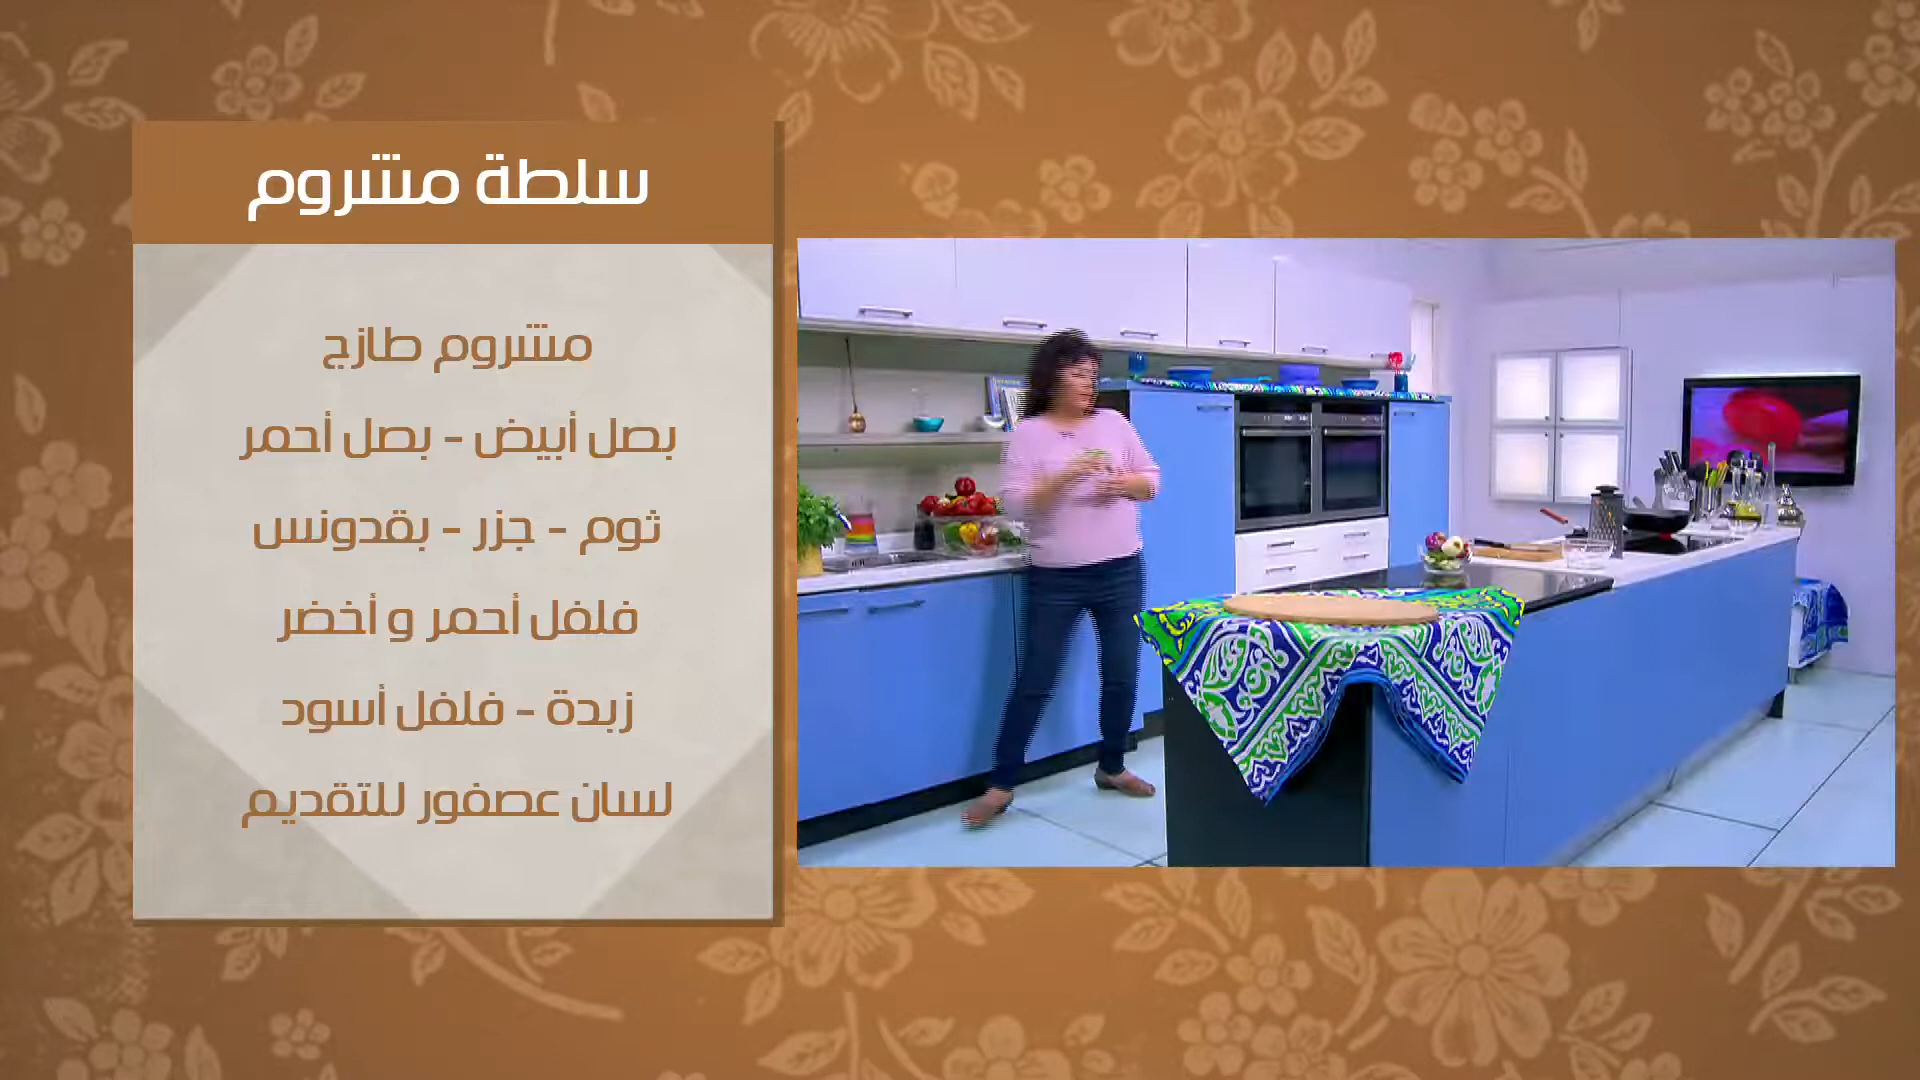 سلطة مشروم
مشروم طازج
بصل أبيض - بصل أحمر
ثوم - جزر - بقدونس
فلفل أحمر و أخضر
زبدة - فلفل أسود
لسان عصفور للتقديم